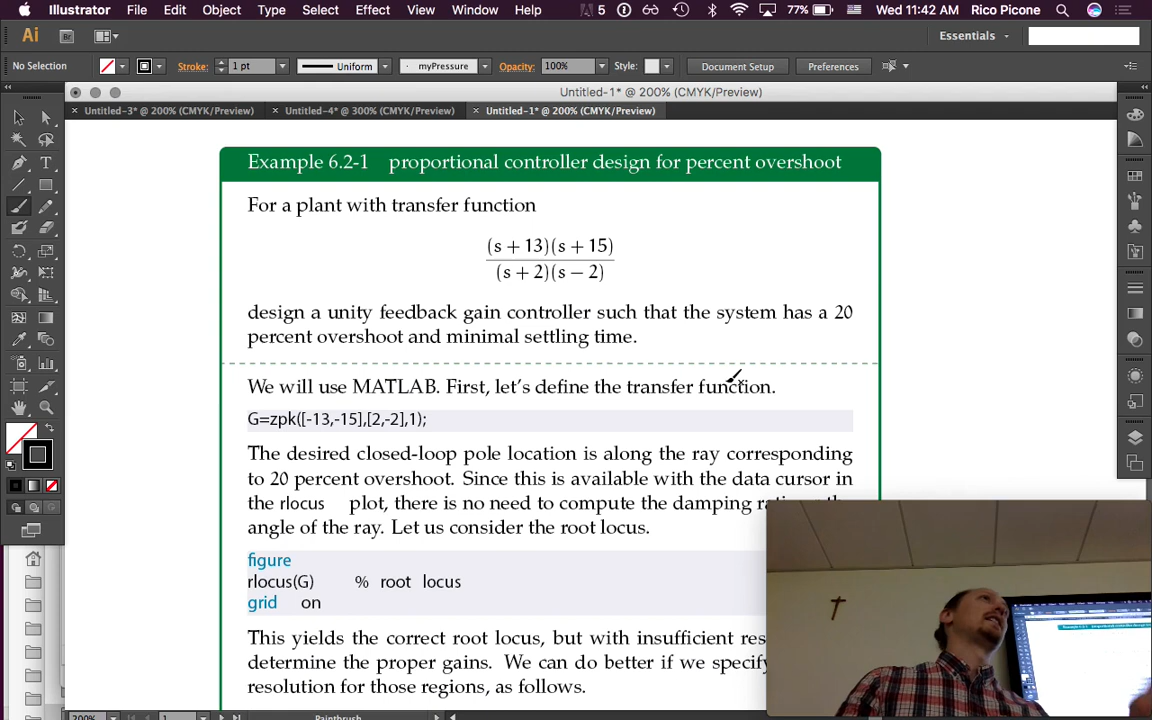 Illustrator File Edit Object Type Select Effect View Window Help 5 77% Wed 11:42 AM Rico Picone
Ai Br Essentials
No Selection Stroke: 1 pt Uniform myPressure Opacity: 100% Style: Document Setup Preferences
Untitled-1* @ 200% (CMYK/Preview)
Untitled-3* @ 200% (CMYK/Preview) Untitled-4* @ 300% (CMYK/Preview) Untitled-1* @ 200% (CMYK/Preview)
Example 6.2-1 proportional controller design for percent overshoot
For a plant with transfer function
(s + 13)(s + 15)
(s + 2)(s − 2)
design a unity feedback gain controller such that the system has a 20
percent overshoot and minimal settling time.
We will use MATLAB. First, let's define the transfer function.
G=zpk([-13,-15],[2,-2],1);
The desired closed-loop pole location is along the ray corresponding
to 20 percent overshoot. Since this is available with the data cursor in
the rlocus plot, there is no need to compute the damping
angle of the ray. Let us consider the root locus.
figure
rlocus(G) % root locus
grid on
This yields the correct root locus, but with insufficient
determine the proper gains. We can do better if we specify
resolution for those regions, as follows.
200% 1 Paintbrush